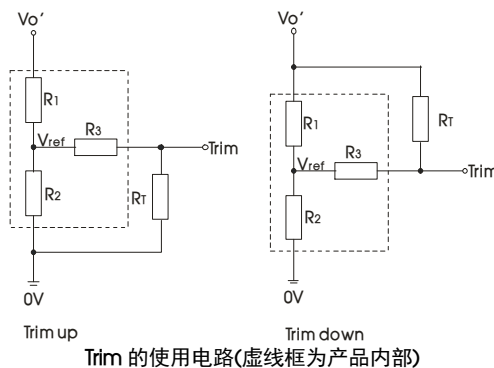 Vo′
R1
Vref
R3
Trim
R2
RT
0V
Trim up
Vo′
R1
RT
Vref
R3
Trim
R2
0V
Trim down
Trim 的使用电路(虚线框为产品内部)